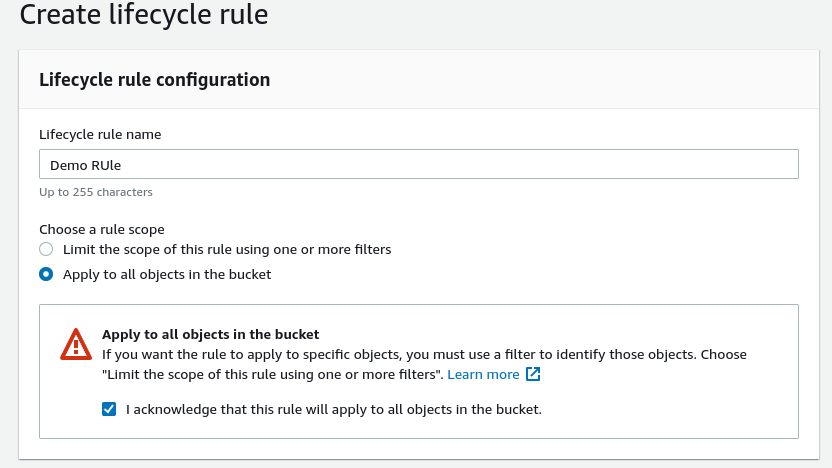 Create lifecycle rule
Lifecycle rule configuration
Lifecycle rule name
Demo RUle
Up to 255 characters
Choose a rule scope
Limit the scope of this rule using one or more filters
Apply to all objects in the bucket
Apply to all objects in the bucket
If you want the rule to apply to specific objects, you must use a filter to identify those objects. Choose
"Limit the scope of this rule using one or more filters". Learn more
I acknowledge that this rule will apply to all objects in the bucket.